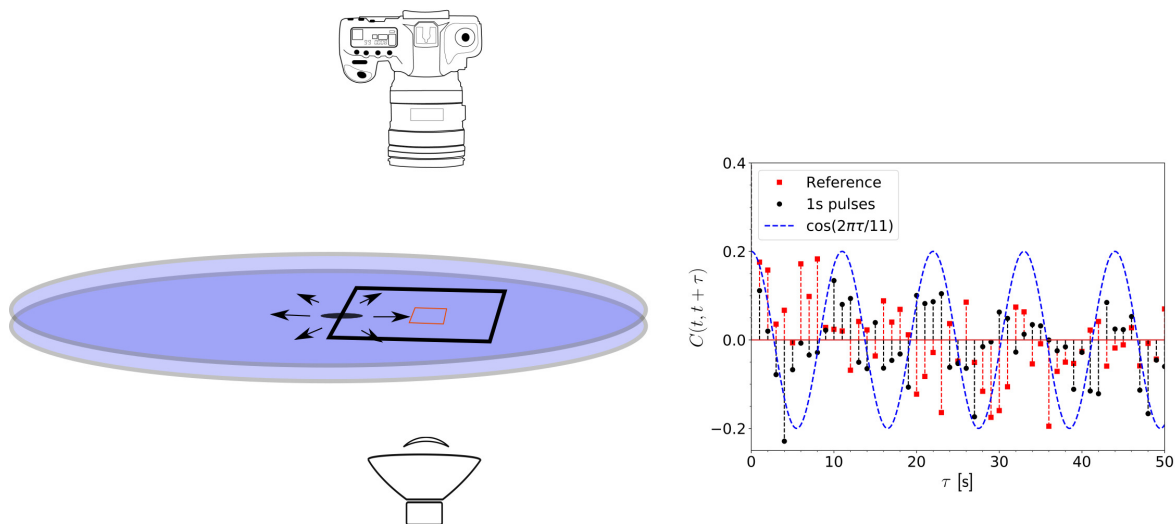 0.4
Reference
1s pulses
cos(2πτ/11)
0.2
0.0
−0.2
C(t, t + τ)
0 10 20 30 40 50
τ [s]